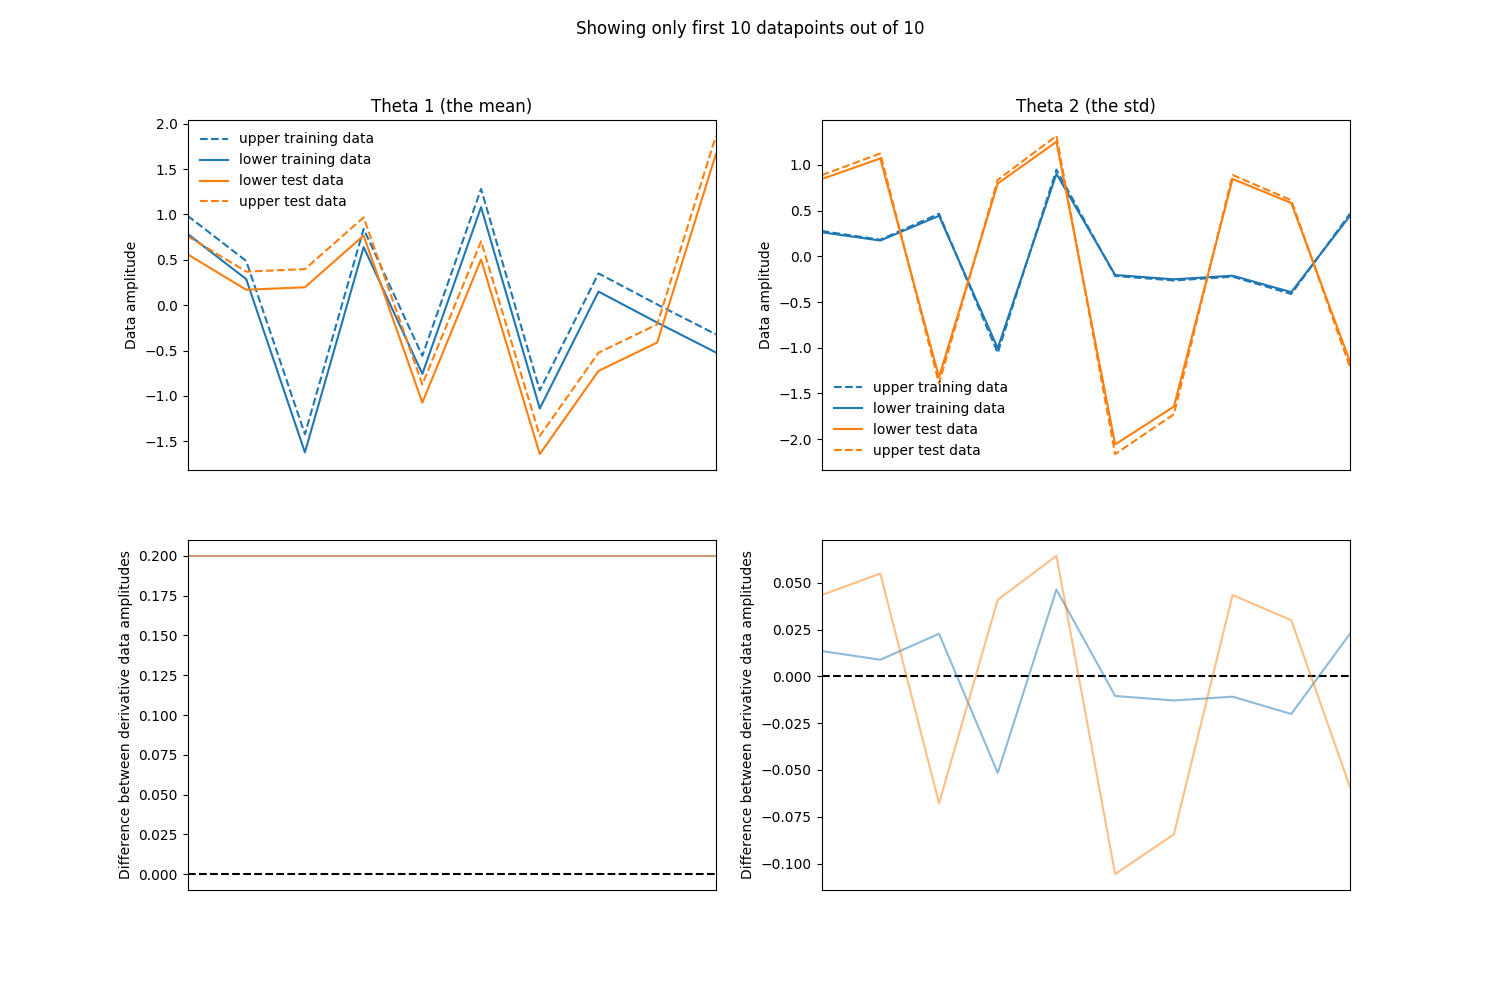 Showing only first 10 datapoints out of 10
Theta 1 (the mean)
Data amplitude
2.0
1.5
1.0
0.5
0.0
−0.5
−1.0
−1.5
upper training data
lower training data
lower test data
upper test data
Theta 2 (the std)
Data amplitude
1.0
0.5
0.0
−0.5
−1.0
−1.5
−2.0
upper training data
lower training data
lower test data
upper test data
Difference between derivative data amplitudes
0.200
0.175
0.150
0.125
0.100
0.075
0.050
0.025
0.000
Difference between derivative data amplitudes
0.050
0.025
0.000
−0.025
−0.050
−0.075
−0.100